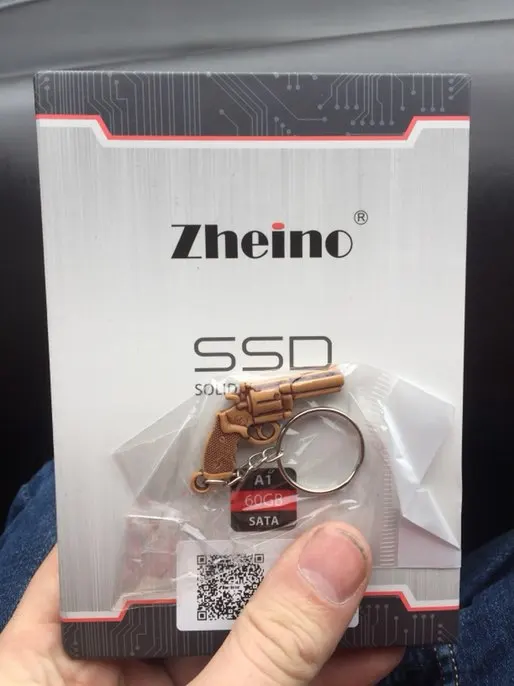 Zheino®
SSD
SOLID
A1
60GB
SATA